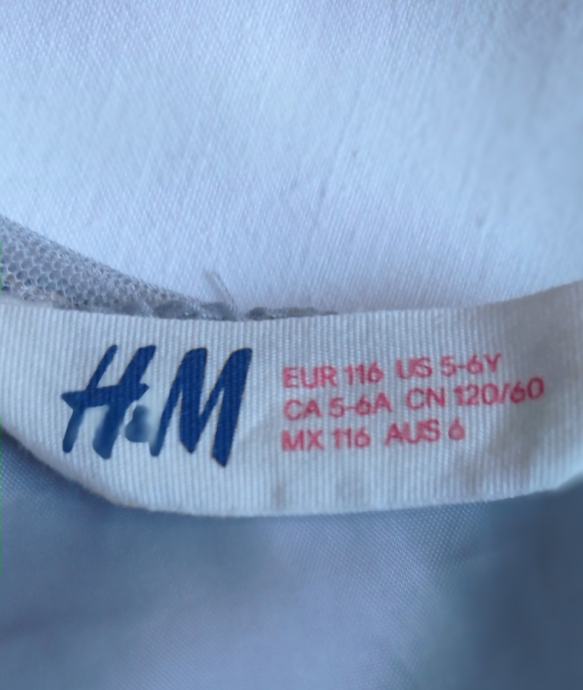 H&M
EUR 116 US 5-6Y
CA 5-6A CN 120/60
MX 116 AUS 6